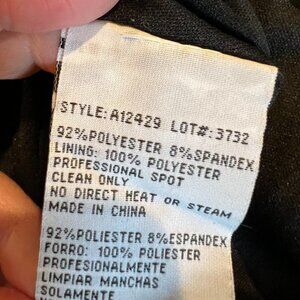 STYLE: A12429 LOT#: 3732
92%POLYESTER 8%SPANDEX
LINING: 100% POLYESTER
PROFESSIONAL SPOT
CLEAN ONLY
NO DIRECT HEAT OR STEAM
MADE IN CHINA
92%POLIESTER 8%ESPANDEX
FORRO: 100% POLIESTER
PROFESIONALMENTE
LIMPIAR MANCHAS
SOLAMENTE